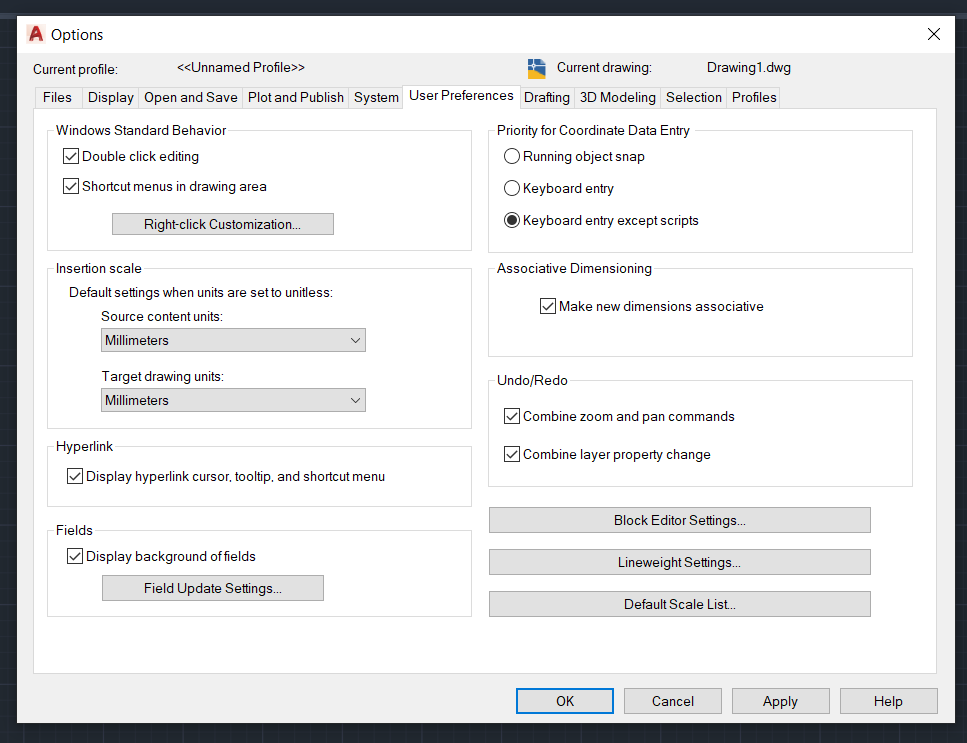 Options
Current profile: <<Unnamed Profile>> Current drawing: Drawing1.dwg
Files Display Open and Save Plot and Publish System User Preferences Drafting 3D Modeling Selection Profiles
Windows Standard Behavior
Double click editing
Shortcut menus in drawing area
Right-click Customization...
Insertion scale
Default settings when units are set to unitless:
Source content units:
Millimeters
Target drawing units:
Millimeters
Hyperlink
Display hyperlink cursor, tooltip, and shortcut menu
Fields
Display background of fields
Field Update Settings...
Priority for Coordinate Data Entry
Running object snap
Keyboard entry
Keyboard entry except scripts
Associative Dimensioning
Make new dimensions associative
Undo/Redo
Combine zoom and pan commands
Combine layer property change
Block Editor Settings...
Lineweight Settings...
Default Scale List...
OK Cancel Apply Help